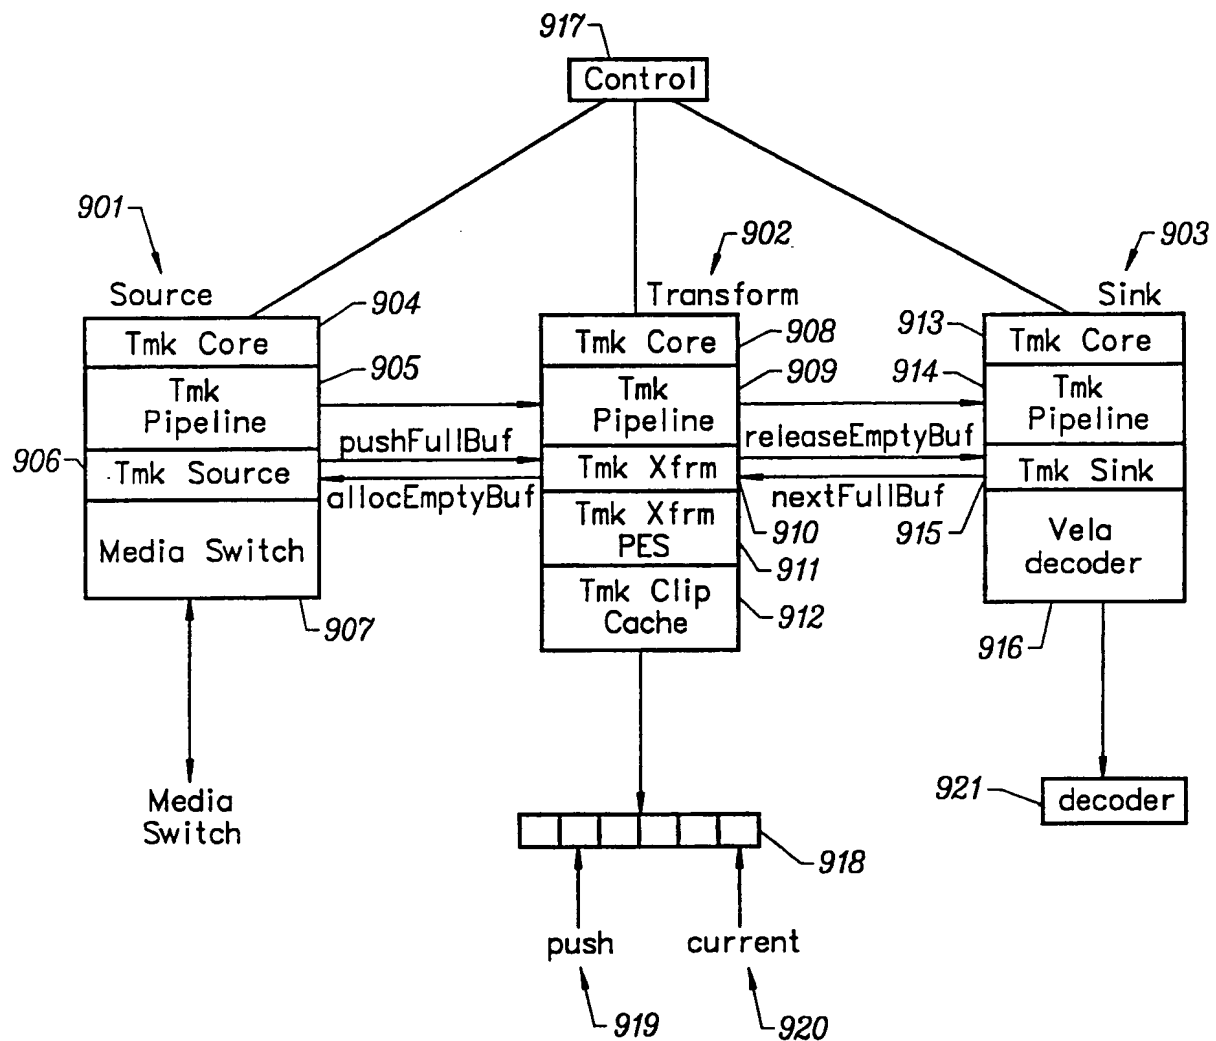 917
Control
901
902
903
Source
Transform
Sink
904
908
913
Tmk Core
Tmk Core
Tmk Core
905
909
914
Tmk
Pipeline
Tmk
Pipeline
Tmk
Pipeline
pushFullBuf
releaseEmptyBuf
906
Tmk Source
Tmk Xfrm
Tmk Sink
allocEmptyBuf
nextFullBuf
910
915
Media Switch
Tmk Xfrm
PES
Vela
decoder
911
Tmk Clip
Cache
912
907
916
Media
Switch
921
decoder
918
push
current
919
920